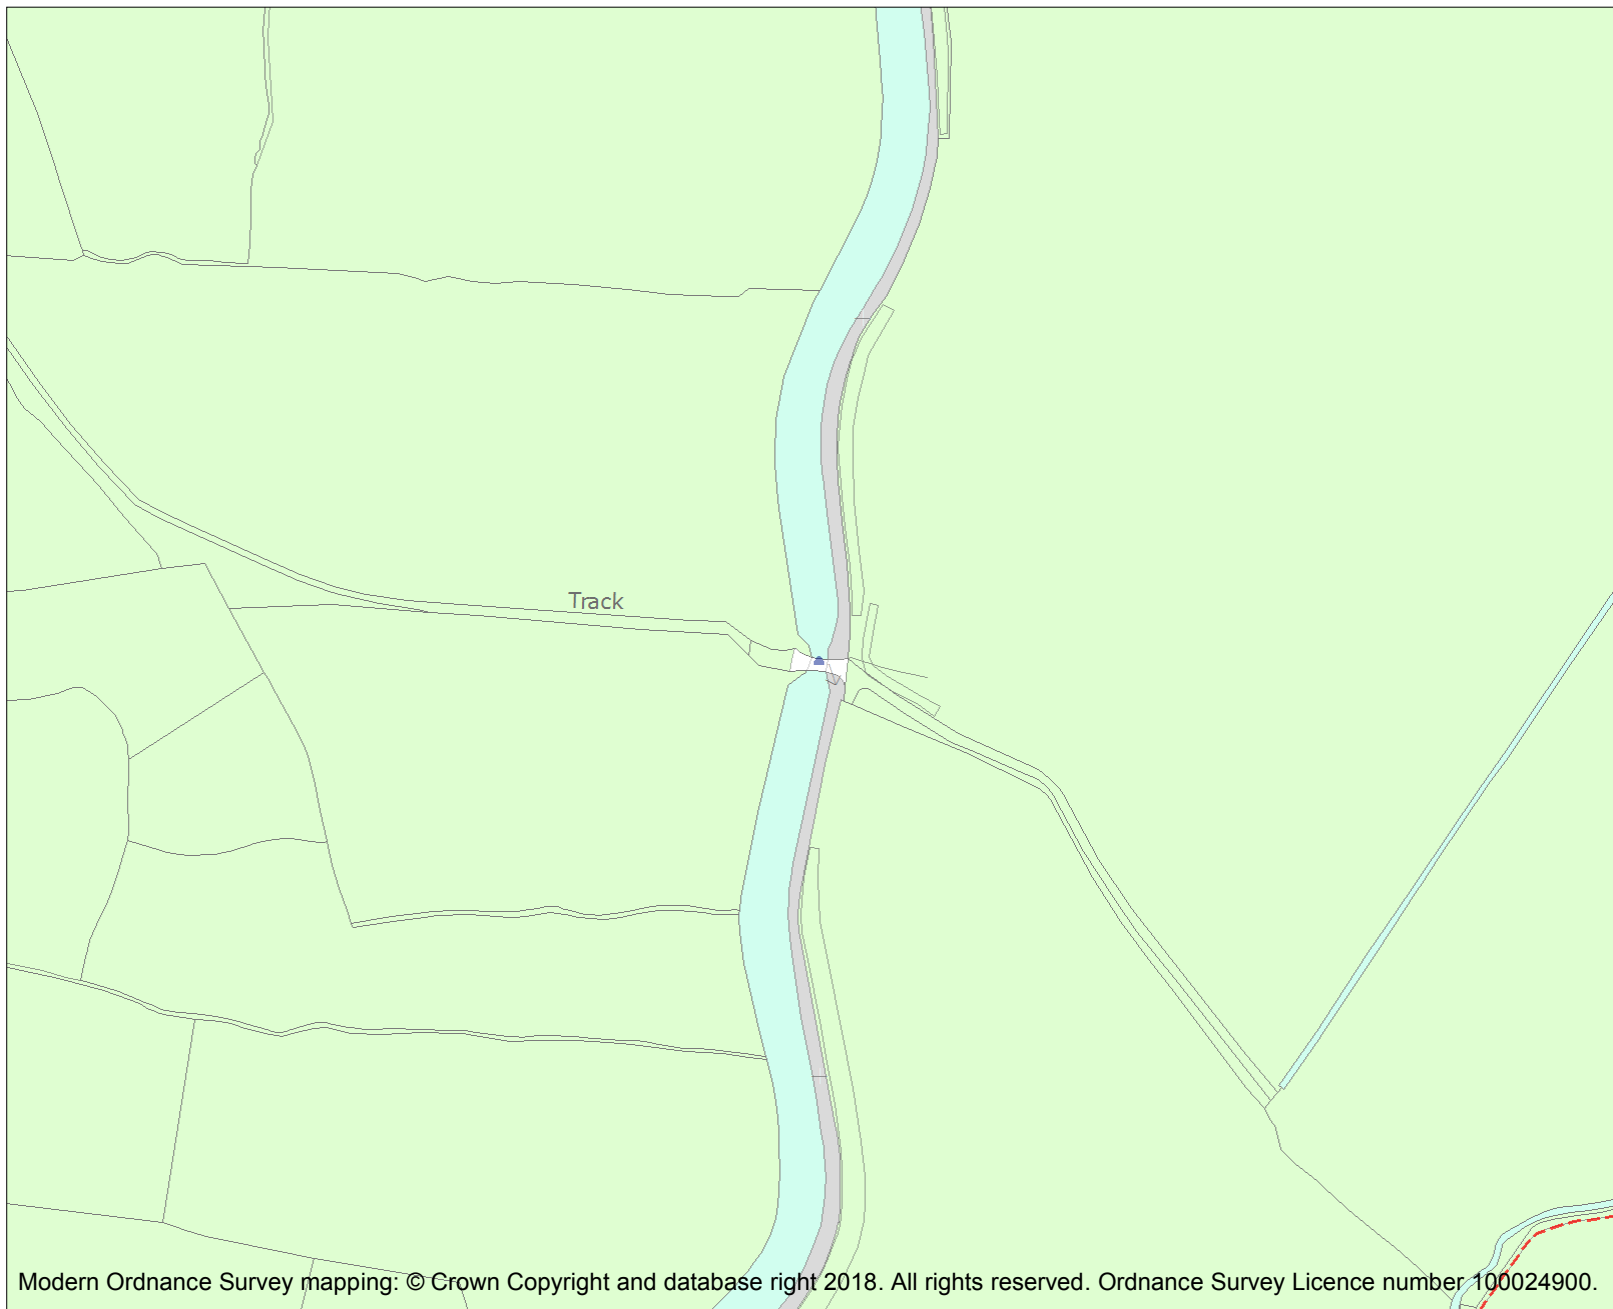 Track
Modern Ordnance Survey mapping: © Crown Copyright and database right 2018. All rights reserved. Ordnance Survey Licence number 100024900.